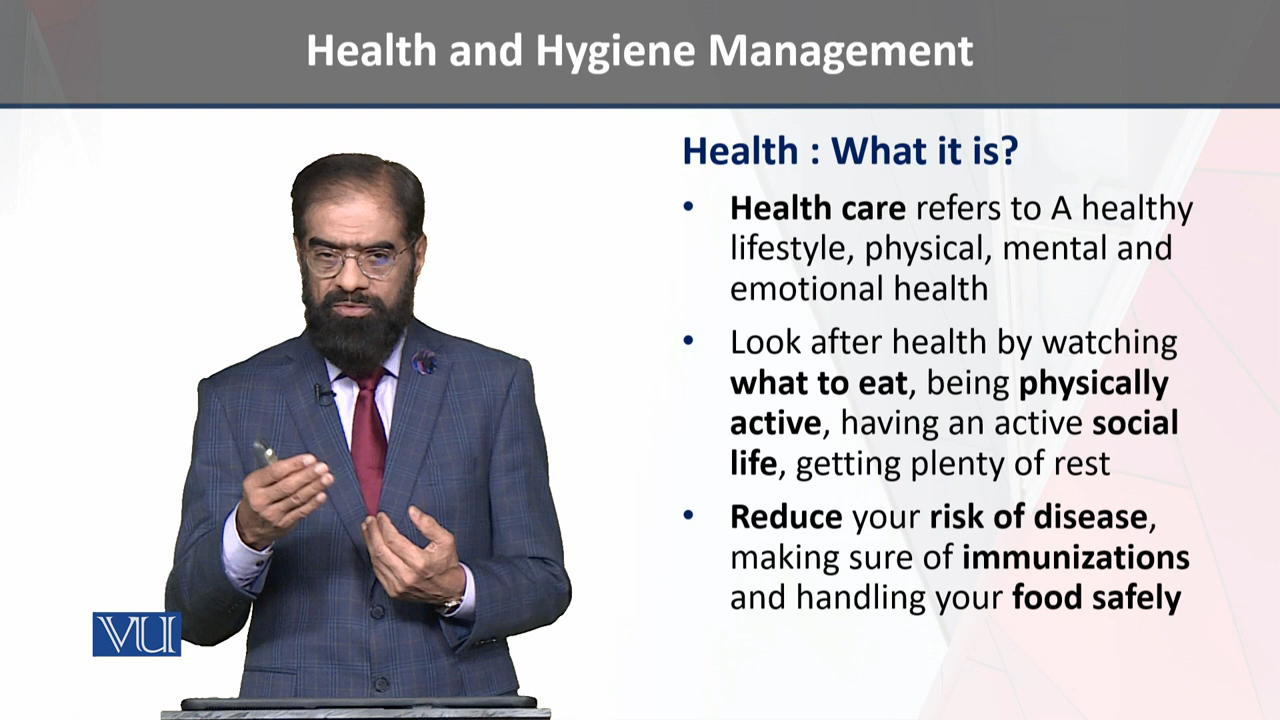 Health and Hygiene Management
Health : What it is?
• Health care refers to A healthy
lifestyle, physical, mental and
emotional health
• Look after health by watching
what to eat, being physically
active, having an active social
life, getting plenty of rest
• Reduce your risk of disease,
making sure of immunizations
and handling your food safely
VU